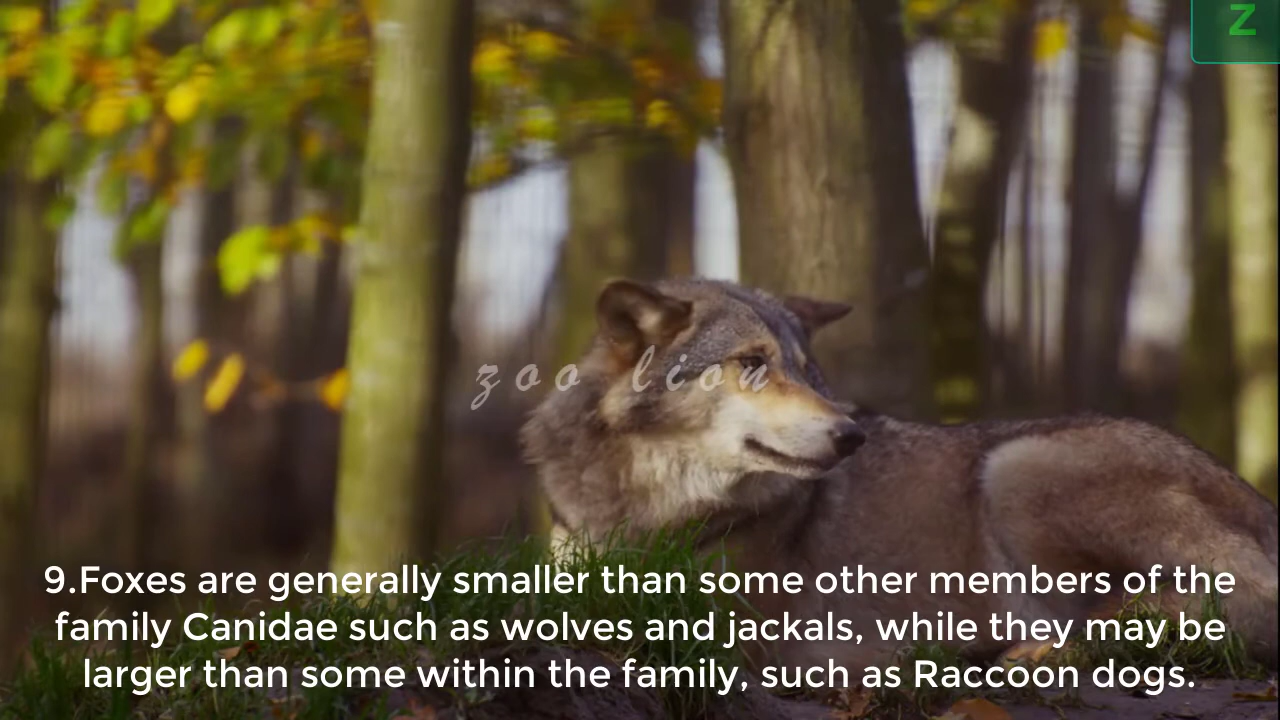 Z
zoo lion
9.Foxes are generally smaller than some other members of the
family Canidae such as wolves and jackals, while they may be
larger than some within the family, such as Raccoon dogs.